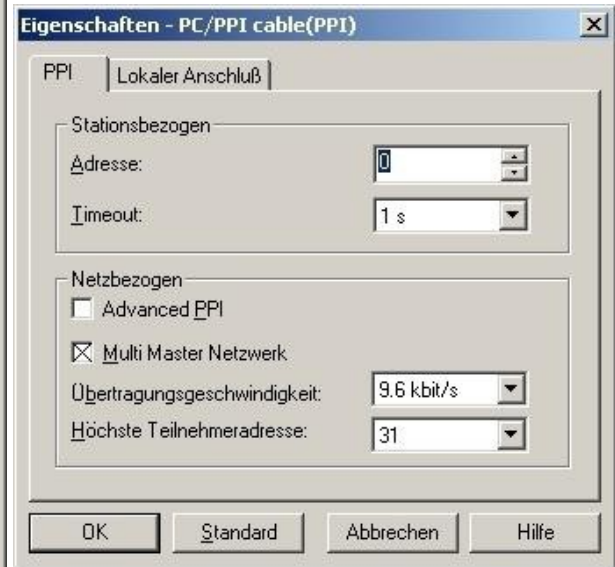 Eigenschaften - PC/PPI cable(PPI)
PPI
Lokaler Anschluß
Stationsbezogen
Adresse: 0
Timeout: 1 s
Netzbezogen
Advanced PPI
Multi Master Netzwerk
Übertragungsgeschwindigkeit: 9.6 kbit/s
Höchste Teilnehmeradresse: 31
OK
Standard
Abbrechen
Hilfe